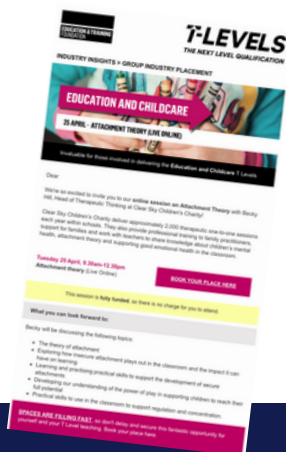 EDUCATION & TRAINING
FOUNDATION
T-LEVELS
THE NEXT LEVEL QUALIFICATION
INDUSTRY INSIGHTS > GROUP INDUSTRY PLACEMENT
EDUCATION AND CHILDCARE
25 APRIL - ATTACHMENT THEORY (LIVE ONLINE)
Invaluable for those involved in delivering the Education and Childcare T Levels
Dear
We're so excited to invite you to our online session on Attachment Theory with Becky
Hill, Head of Therapeutic Thinking at Clear Sky Children's Charity!
Clear Sky Children's Charity deliver approximately 2,000 therapeutic one-to-one sessions
each year within schools. They also provide professional training to family practitioners,
support for families and work with teachers to share knowledge about children's mental
health, attachment theory and supporting good emotional health in the classroom.
Tuesday 25 April, 9.30am-12.30pm
Attachment theory (Live Online)
BOOK YOUR PLACE HERE
This session is fully funded, so there is no charge for you to attend.
What you can look forward to:
Becky will be discussing the following topics:
• The theory of attachment
• Exploring how insecure attachment plays out in the classroom and the impact it can
have on learning
• Learning and practising practical skills to support the development of secure
attachments
• Developing our understanding of the power of play in supporting children to reach their
full potential
• Practical skills to use in the classroom to support regulation and concentration.
SPACES ARE FILLING FAST, so don't delay and secure this fantastic opportunity for
yourself and your T Level teaching. Book your place here.